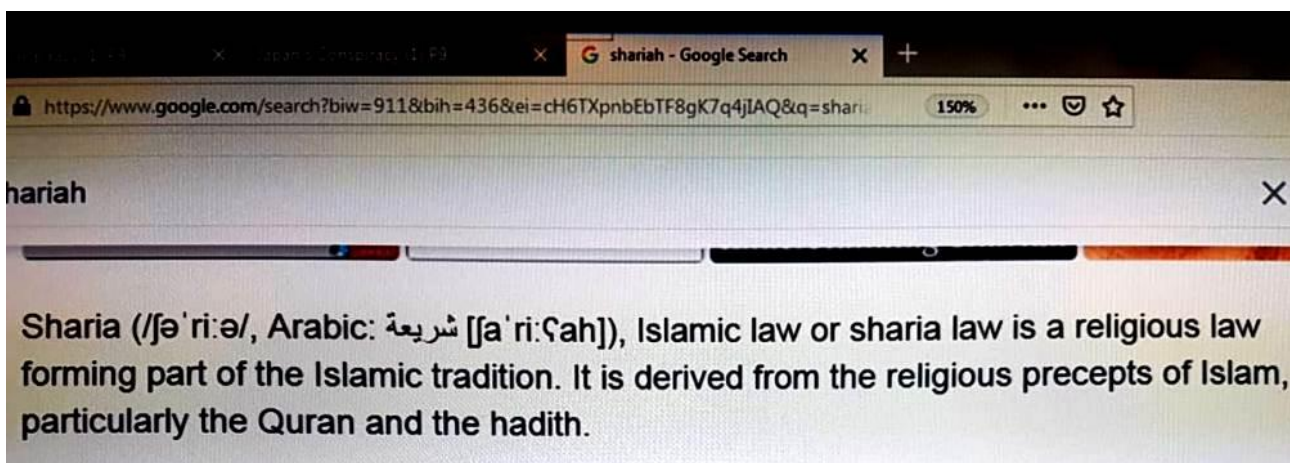 G shariah - Google Search × +
https://www.google.com/search?biw=911&bih=436&ei=cH6TXpnbEbTF8gK7q4jIAQ&q=shari 150%
hariah ×
Sharia (/ʃəˈriːə/, Arabic: شريعة [ʃaˈriːʕah]), Islamic law or sharia law is a religious law
forming part of the Islamic tradition. It is derived from the religious precepts of Islam,
particularly the Quran and the hadith.